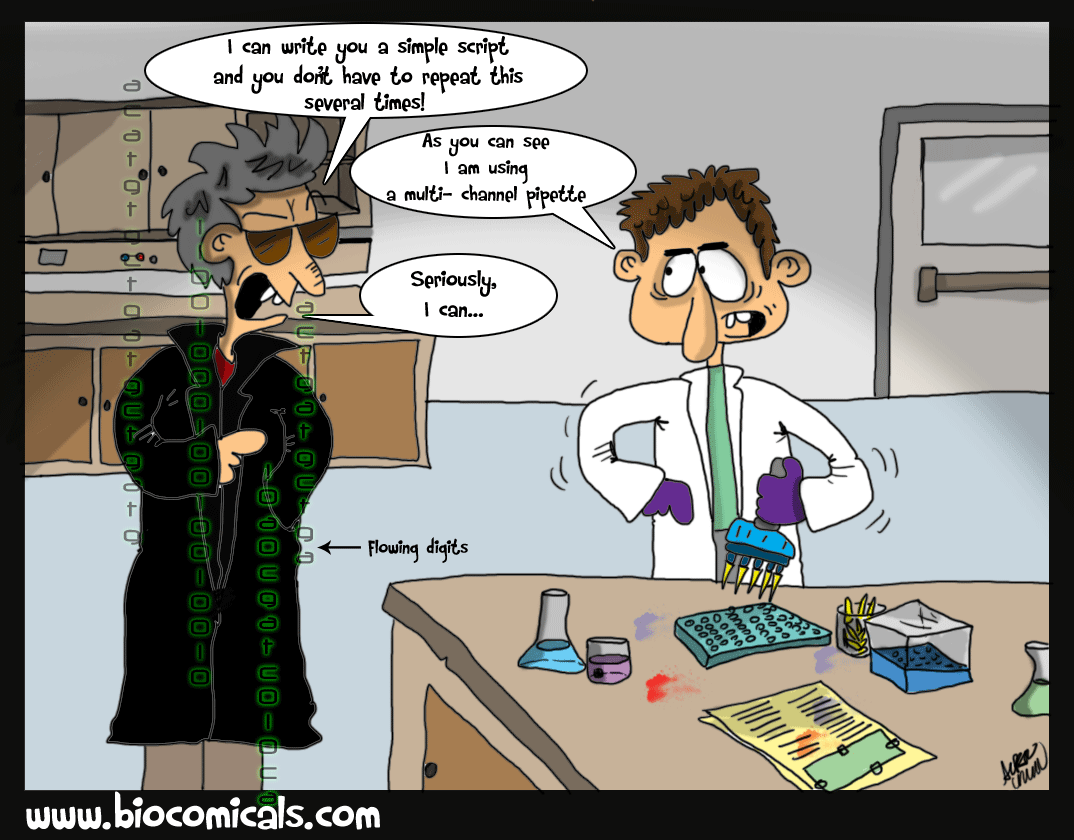 I can write you a simple script
and you don't have to repeat this
several times!
As you can see
I am using
a multi- channel pipette
Seriously,
I can...
Flowing digits
www.biocomicals.com